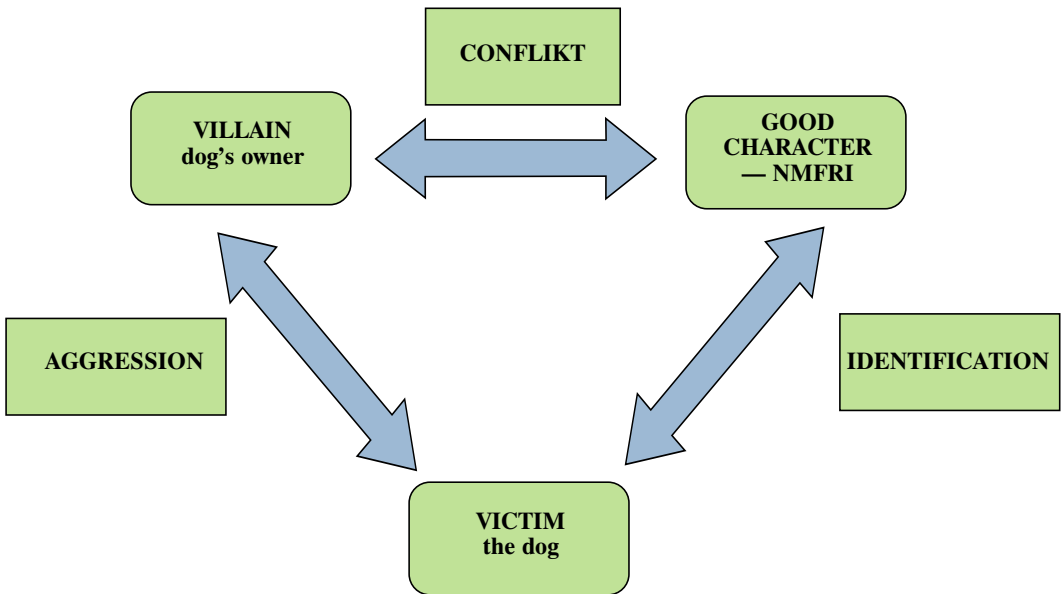 CONFLIKT
VILLAIN
dog's owner
GOOD
CHARACTER
— NMFRI
AGGRESSION
IDENTIFICATION
VICTIM
the dog